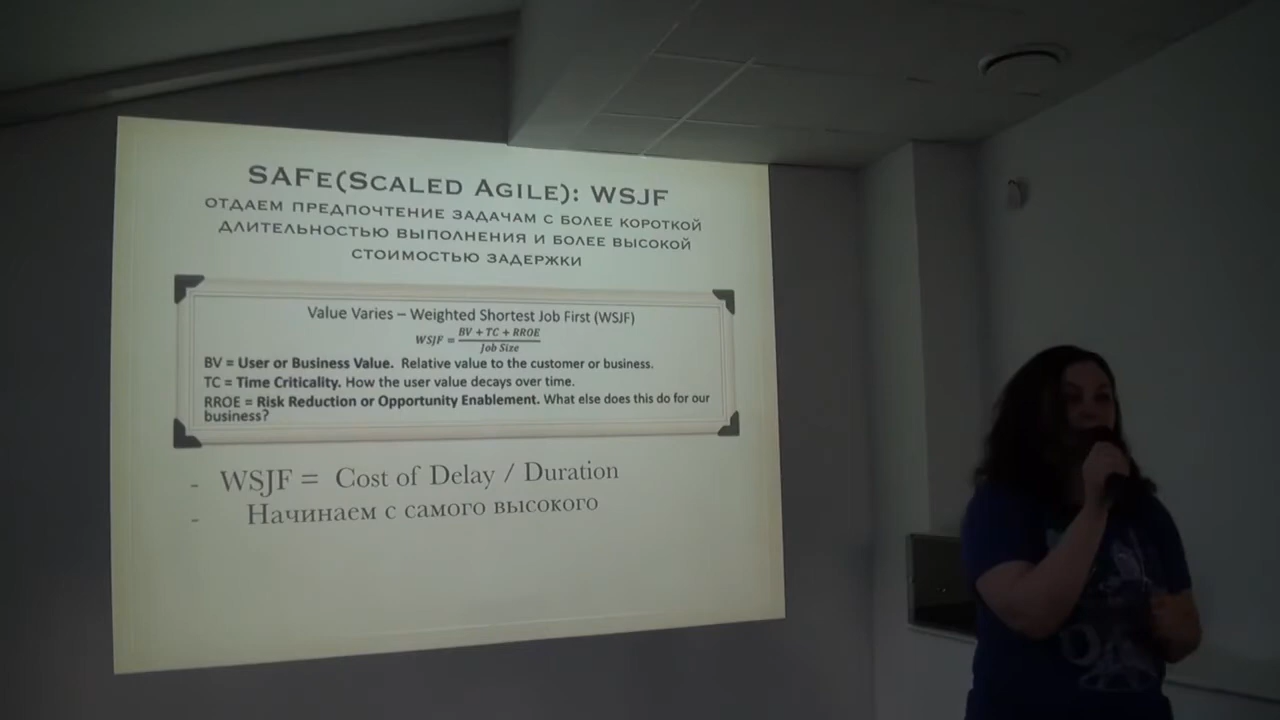 SAFe(Scaled Agile): WSJF
отдаем предпочтение задачам с более короткой
длительностью выполнения и более высокой
стоимостью задержки
Value Varies – Weighted Shortest Job First (WSJF)
WSJF = BV + TC + RROE / Job Size
BV = User or Business Value. Relative value to the customer or business.
TC = Time Criticality. How the user value decays over time.
RROE = Risk Reduction or Opportunity Enablement. What else does this do for our
business?
- WSJF = Cost of Delay / Duration
- Начинаем с самого высокого